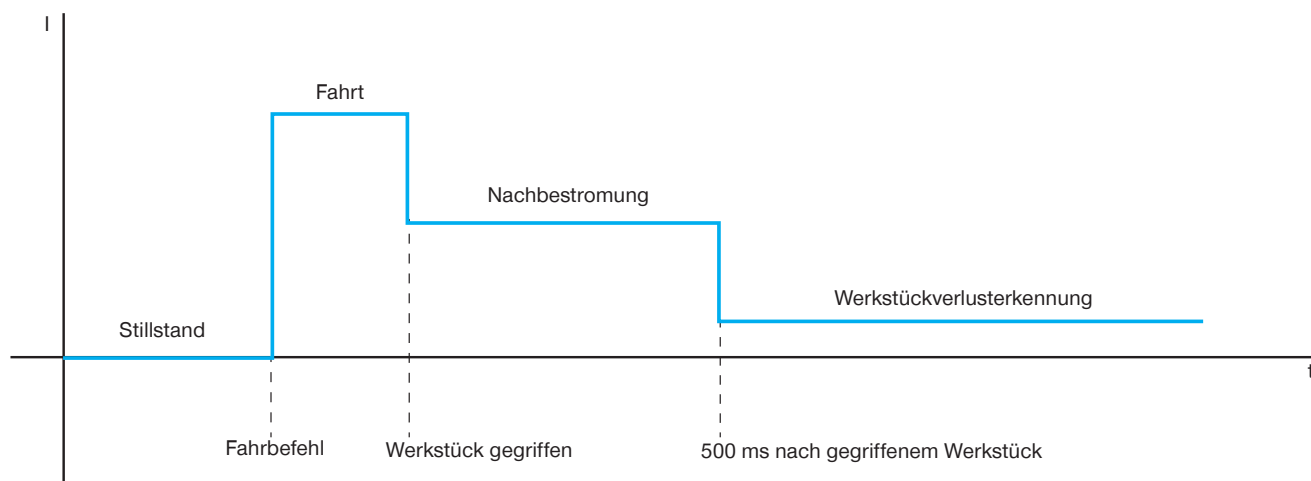 I
Fahrt
Nachbestromung
Werkstückverlusterkennung
Stillstand
t
Fahrbefehl
Werkstück gegriffen
500 ms nach gegriffenem Werkstück